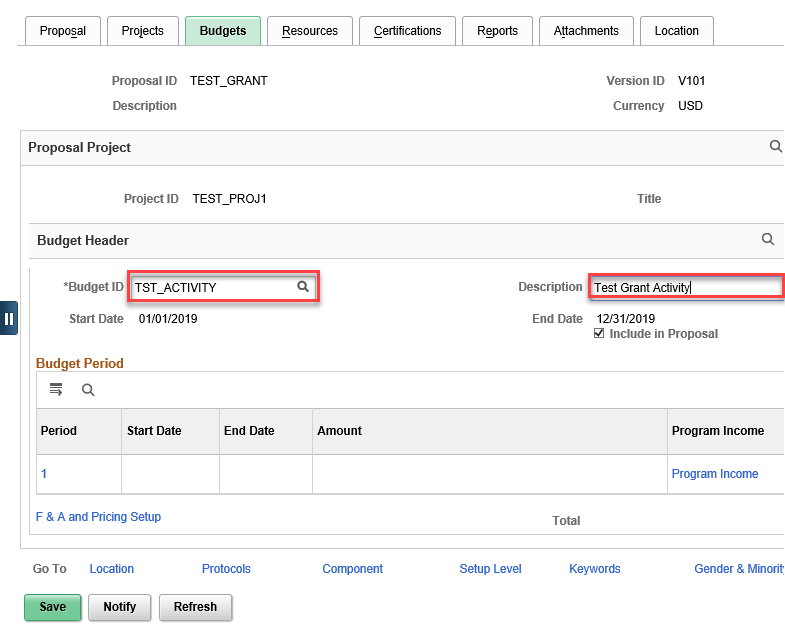 Proposal Projects Budgets Resources Certifications Reports Attachments Location
Proposal ID TEST_GRANT Version ID V101
Description Currency USD
Proposal Project
Project ID TEST_PROJ1 Title
Budget Header
*Budget ID TST_ACTIVITY Description Test Grant Activity
Start Date 01/01/2019 End Date 12/31/2019
Include in Proposal
Budget Period
Period Start Date End Date Amount Program Income
1 Program Income
F & A and Pricing Setup Total
Go To Location Protocols Component Setup Level Keywords Gender & Minority
Save Notify Refresh